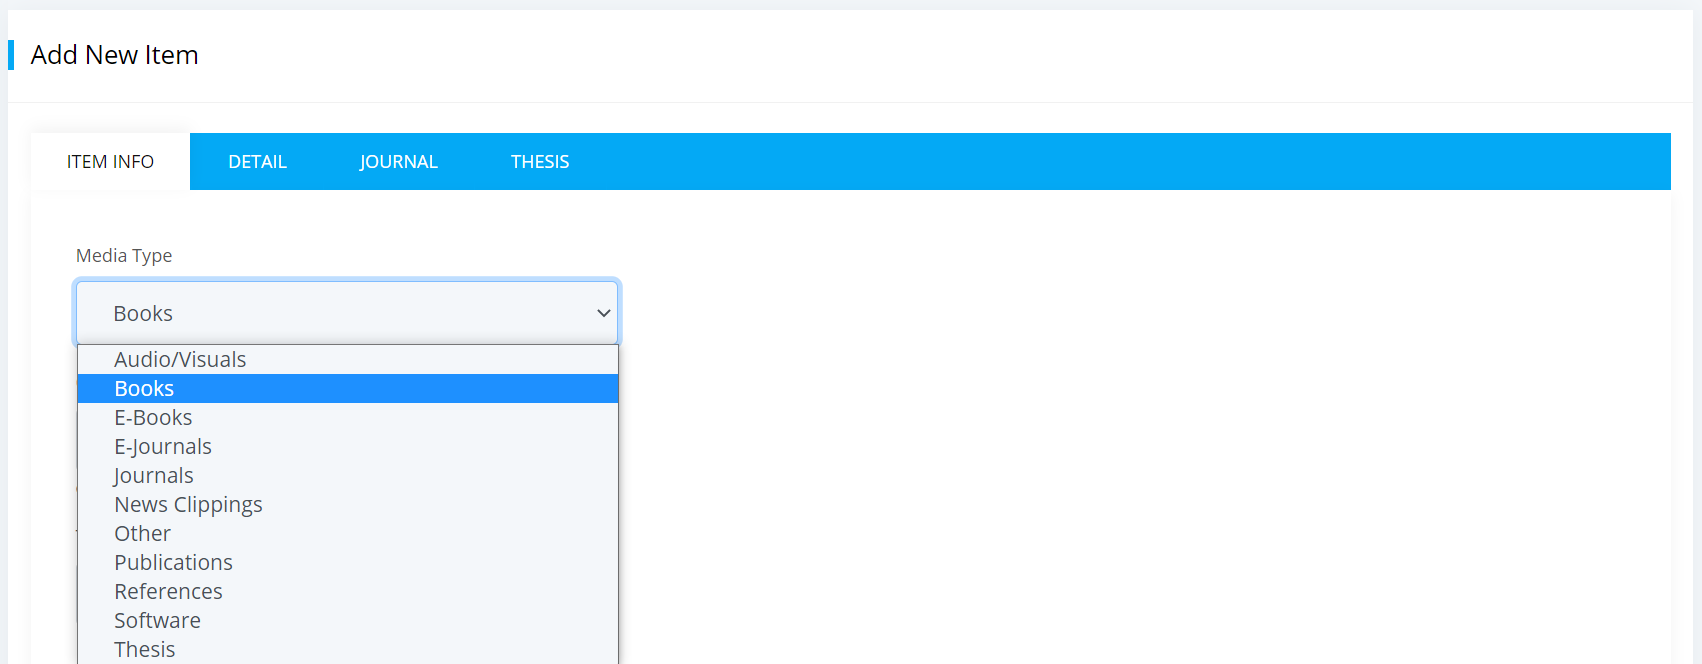 Add New Item
ITEM INFO DETAIL JOURNAL THESIS
Media Type
Books
Audio/Visuals
Books
E-Books
E-Journals
Journals
News Clippings
Other
Publications
References
Software
Thesis